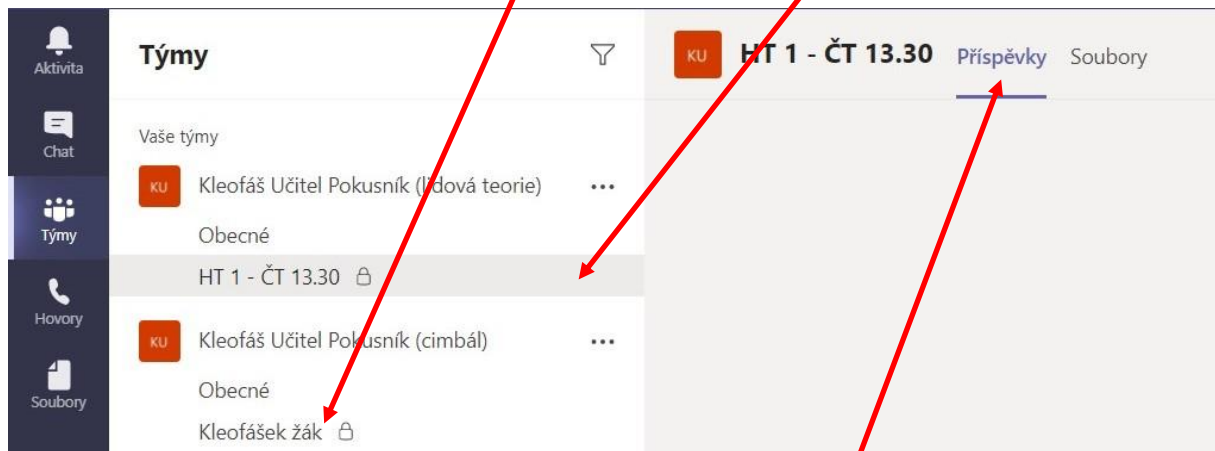 Aktivita
Chat
Týmy
Hovory
Soubory
Týmy
Vaše týmy
KU Kleofáš Učitel Pokusník (lidová teorie) ...
Obecné
HT 1 - ČT 13.30
KU Kleofáš Učitel Pokusník (cimbál) ...
Obecné
Kleofášek žák
KU HT 1 - ČT 13.30 Příspěvky Soubory